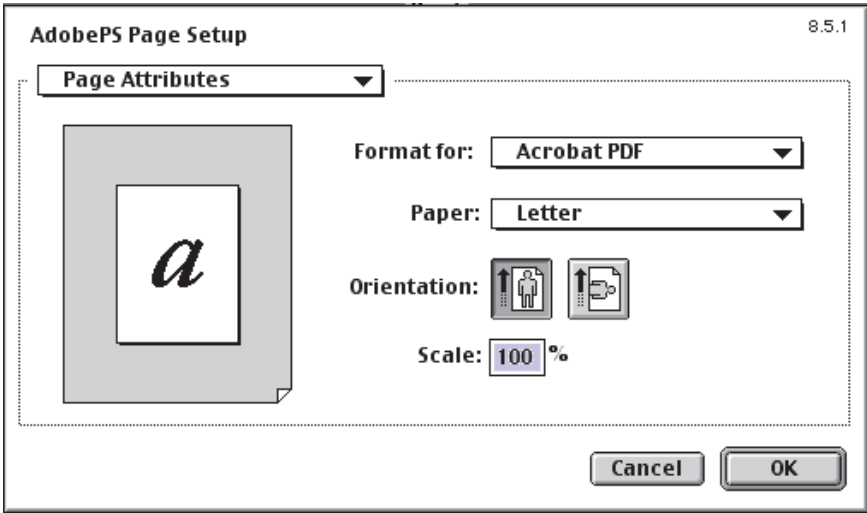 AdobePS Page Setup
8.5.1
Page Attributes
Format for: Acrobat PDF
Paper: Letter
a
Orientation:
Scale: 100 %
Cancel OK